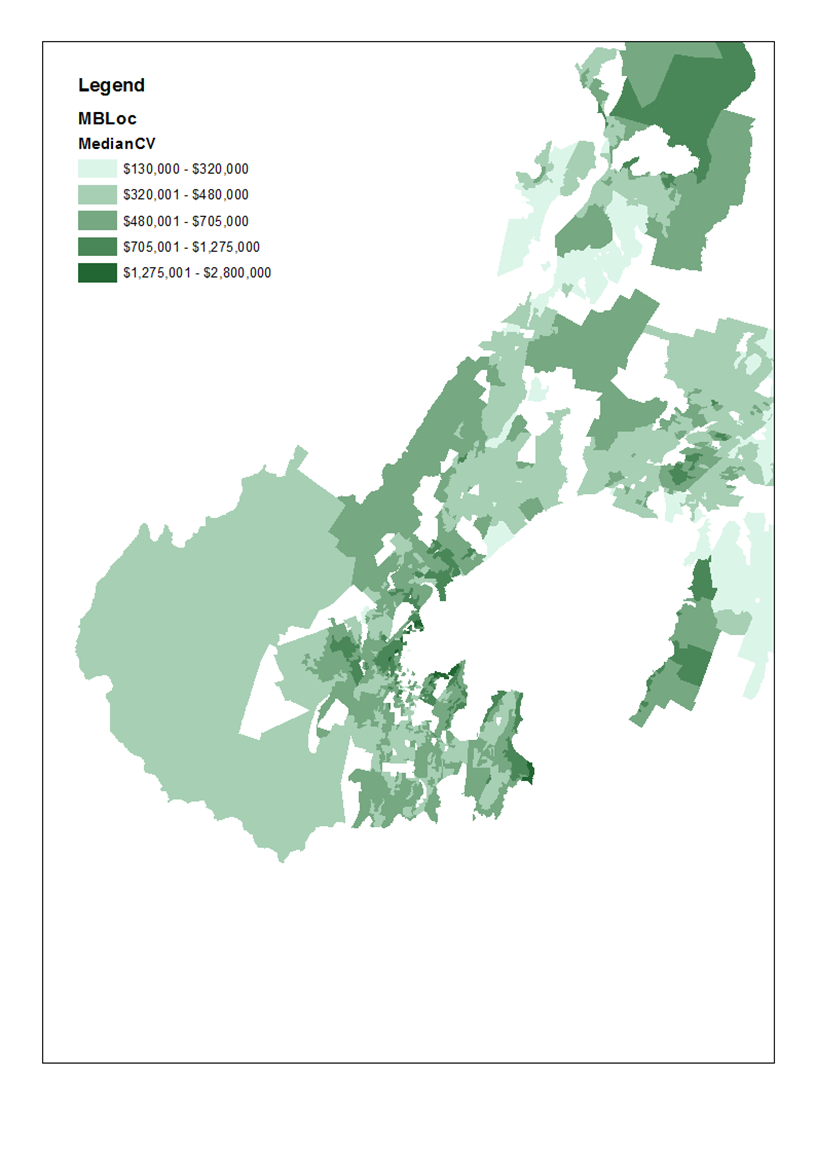 Legend
MBLoc
MedianCV
$130,000 - $320,000
$320,001 - $480,000
$480,001 - $705,000
$705,001 - $1,275,000
$1,275,001 - $2,800,000